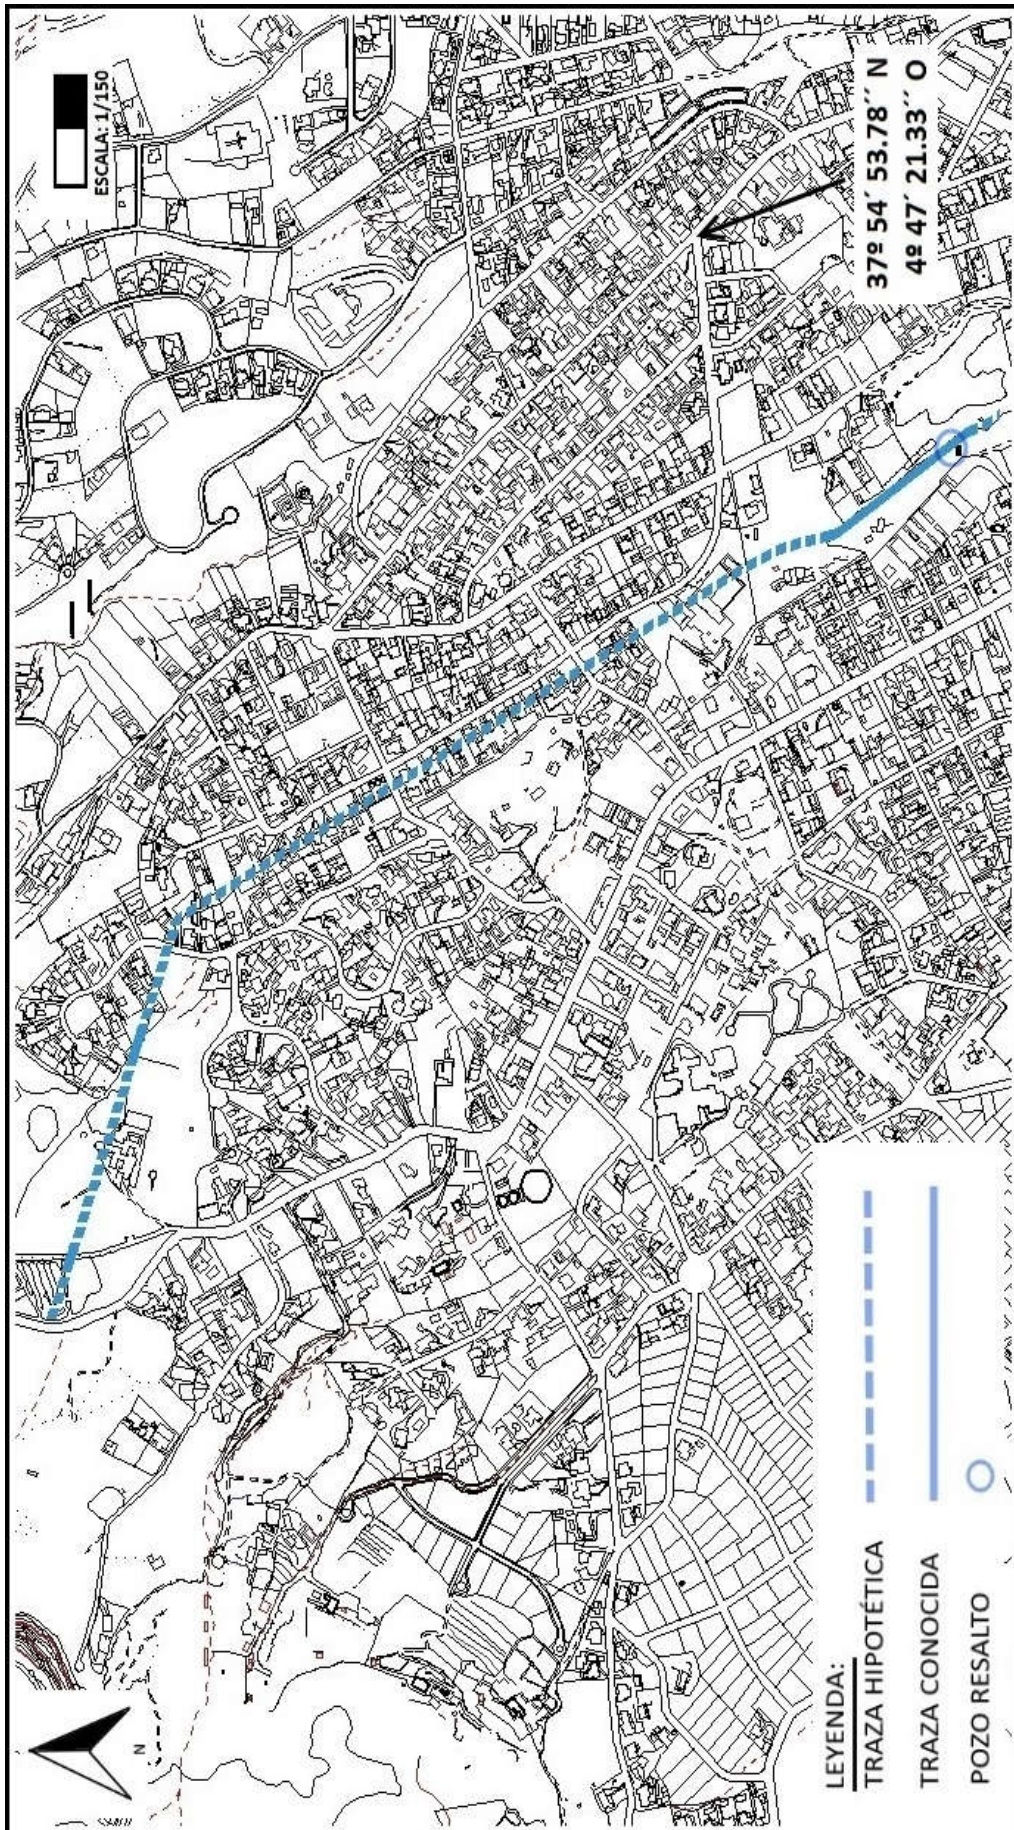 N
ESCALA: 1/150
37º 54´ 53.78´´ N
4º 47´ 21.33´´ O
LEYENDA:
TRAZA HIPOTÉTICA
TRAZA CONOCIDA
POZO RESALTO